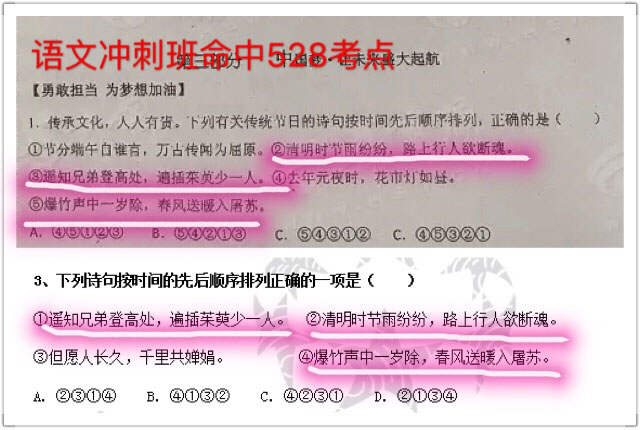 语文冲刺班命中528考点
第三部分 中国梦·让未来盛大起航
【勇敢担当 为梦想加油】
1. 传承文化，人人有责。下列有关传统节日的诗句按时间先后顺序排列，正确的是（ ）
①节分端午自谁言，万古传闻为屈原。②清明时节雨纷纷，路上行人欲断魂。
③遥知兄弟登高处，遍插茱萸少一人。④去年元夜时，花市灯如昼。
⑤爆竹声中一岁除，春风送暖入屠苏。
A. ④⑤①②③ B. ⑤④②①③ C. ⑤④③①② C. ④⑤③②①
3、下列诗句按时间的先后顺序排列正确的一项是（ ）
①遥知兄弟登高处，遍插茱萸少一人。 ②清明时节雨纷纷，路上行人欲断魂。
③但愿人长久，千里共婵娟。 ④爆竹声中一岁除，春风送暖入屠苏。
A. ②③①④ B. ④①③② C. ④②③① D. ②①③④